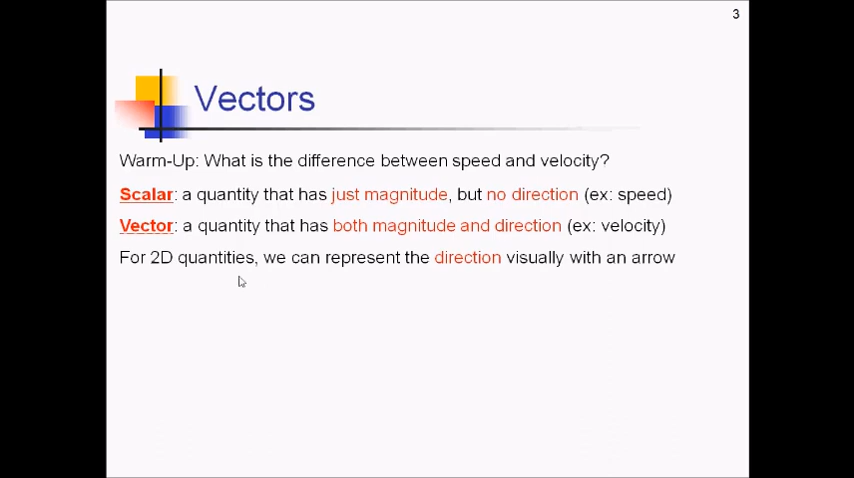 3
Vectors
Warm-Up: What is the difference between speed and velocity?
Scalar: a quantity that has just magnitude, but no direction (ex: speed)
Vector: a quantity that has both magnitude and direction (ex: velocity)
For 2D quantities, we can represent the direction visually with an arrow